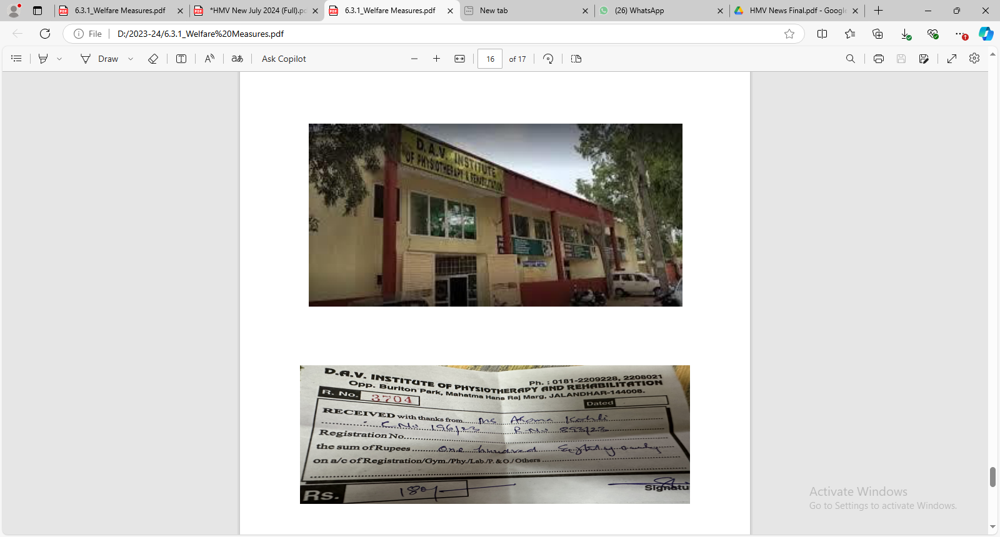 6.3.1_Welfare Measures.pdf
*HMV New July 2024 (Full).pd
6.3.1_Welfare Measures.pdf
New tab
(26) WhatsApp
HMV News Final.pdf - Google
File
D:/2023-24/6.3.1_Welfare%20Measures.pdf
Draw
Ask Copilot
16
of 17
D.A.V. INSTITUTE
OF PHYSIOTHERAPY & REHABILITATION
Ph. : 0181-2209228, 2208021
D.A.V. INSTITUTE OF PHYSIOTHERAPY AND REHABILITATION
Opp. Burlton Park, Mahatma Hans Raj Marg, JALANDHAR-144008.
R. No. 3704
Dated
RECEIVED with thanks from Ms Kohli
C.No 196/23 R.No 893/23
Registration No.
the sum of Rupees One hundred Eighty only
on a/c of Registration/Gym./Phy./Lab./P. & O./Others
Rs. 180/-
Signatu
Activate Windows
Go to Settings to activate Windows.